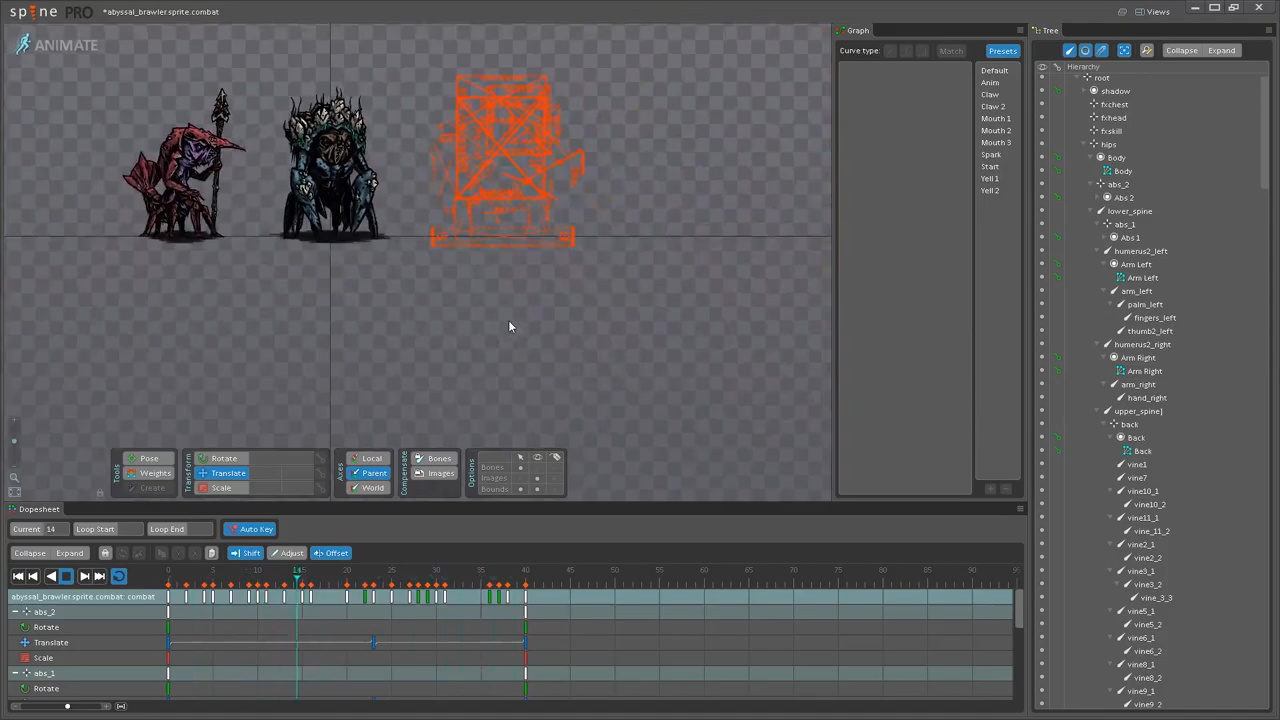 spine PRO *abyssal_brawler.sprite.combat Views
ANIMATE
Graph
Curve type: Match Presets
Default
Anim
Claw
Claw 2
Mouth 1
Mouth 2
Mouth 3
Spark
Start
Yell 1
Yell 2
Tree
Collapse Expand
Hierarchy
root
shadow
fxchest
fxhead
fxskill
hips
Body
Body
abs_2
Abs 2
lower_spine
abs_1
Abs 1
humerus2_left
Arm Left
Arm Left
arm_left
palm_left
fingers_left
thumb2_left
humerus2_right
Arm Right
Arm Right
arm_right
hand_right
upper_spine|
back
Back
Back
vine1
vine7
vine10_1
vine10_2
vine11_1
vine_11_2
vine2_1
vine2_2
vine3_1
vine3_2
vine_3_3
vine5_1
vine5_2
vine6_1
vine6_2
vine8_1
vine8_2
vine9_1
vine9_2
Tools
Pose
Weights
Create
Transform
Rotate
Translate
Scale
Axes
Local
Parent
World
Compensate
Bones
Images
Options
Bones
Images
Bounds
Dopesheet
Current 14 Loop Start Loop End Auto Key
Collapse Expand Shift Adjust Offset
0 5 10 14 20 25 30 35 40 45 50 55 60 65 70 75 80 85 90 95
abyssal_brawler.sprite.combat: combat
abs_2
Rotate
Translate
Scale
abs_1
Rotate